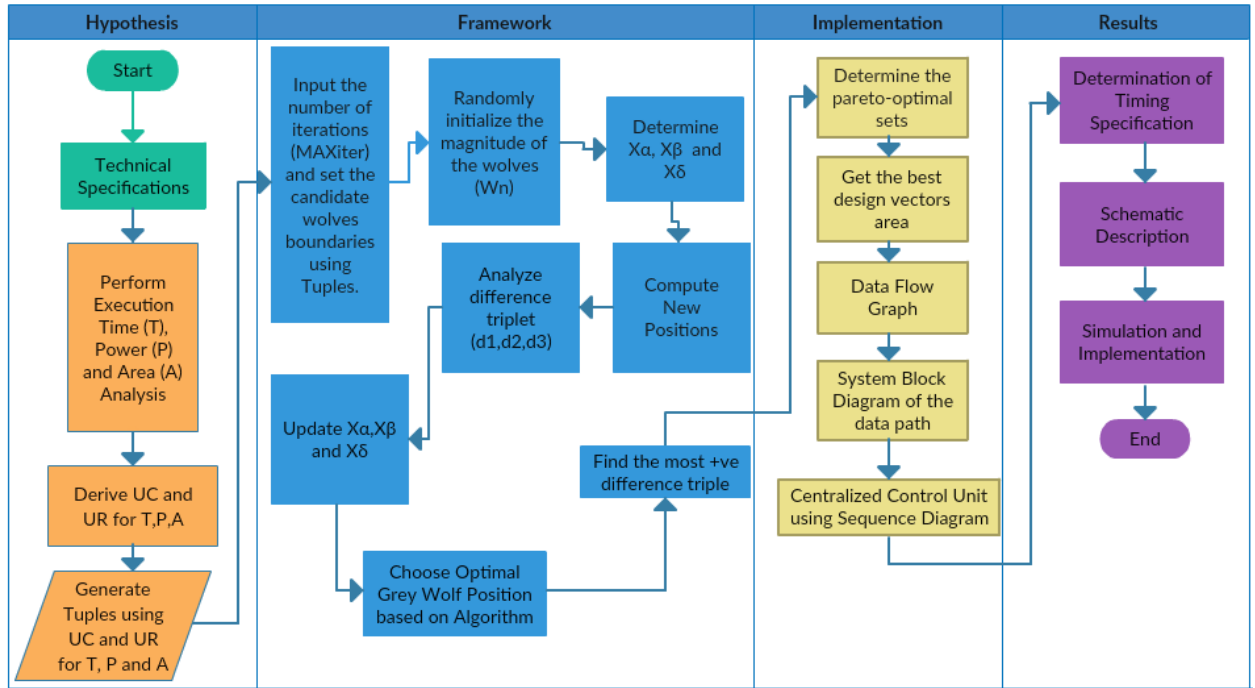 Hypothesis
Framework
Implementation
Results
Start
Technical
Specifications
Perform
Execution
Time (T),
Power (P)
and Area (A)
Analysis
Derive UC and
UR for T,P,A
Generate
Tuples using
UC and UR
for T, P and A
Input the
number of
iterations
(MAXiter)
and set the
candidate
wolves
boundaries
using
Tuples.
Randomly
initialize the
magnitude of
the wolves
(Wn)
Determine
Xα, Xβ and
Xδ
Compute
New
Positions
Analyze
difference
triplet
(d1,d2,d3)
Update Xα,Xβ
and Xδ
Choose Optimal
Grey Wolf Position
based on Algorithm
Find the most +ve
difference triple
Determine the
pareto-optimal
sets
Get the best
design vectors
area
Data Flow
Graph
System Block
Diagram of the
data path
Centralized Control Unit
using Sequence Diagram
Determination of
Timing
Specification
Schematic
Description
Simulation and
Implementation
End